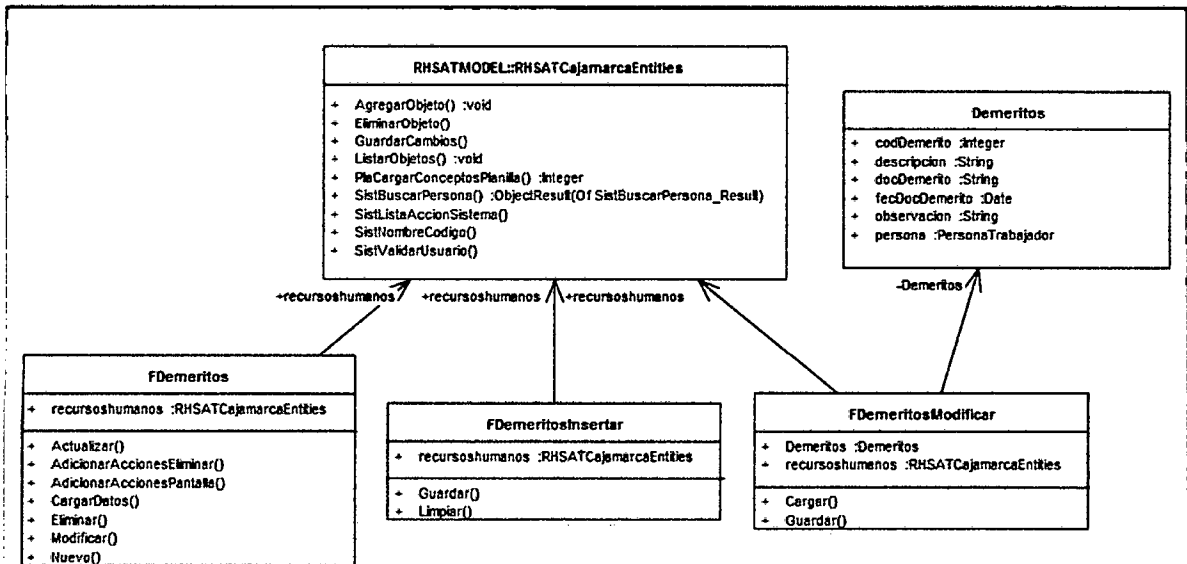 RHSATMODEL::RHSATCajamarcaEntities
+ AgregarObjeto() :void
+ EliminarObjeto()
+ GuardarCambios()
+ ListarObjetos() :void
+ PlaCargarConceptosPlanilla() :Integer
+ SistBuscarPersona() :ObjectResult(Of SistBuscarPersona_Result)
+ SistListaAccionSistema()
+ SistNombreCodigo()
+ SistValidarUsuario()
Demeritos
+ codDemerito :Integer
+ descripcion :String
+ docDemerito :String
+ fecDocDemerito :Date
+ observacion :String
+ persona :PersonaTrabajador
+recursoshumanos
+recursoshumanos
+recursoshumanos
-Demeritos
FDemeritos
+ recursoshumanos :RHSATCajamarcaEntities
+ Actualizar()
+ AdicionarAccionesEliminar()
+ AdicionarAccionesPantalla()
+ CargarDatos()
+ Eliminar()
+ Modificar()
+ Nuevo()
FDemeritosInsertar
+ recursoshumanos :RHSATCajamarcaEntities
+ Guardar()
+ Limpiar()
FDemeritosModificar
+ Demeritos :Demeritos
+ recursoshumanos :RHSATCajamarcaEntities
+ Cargar()
+ Guardar()